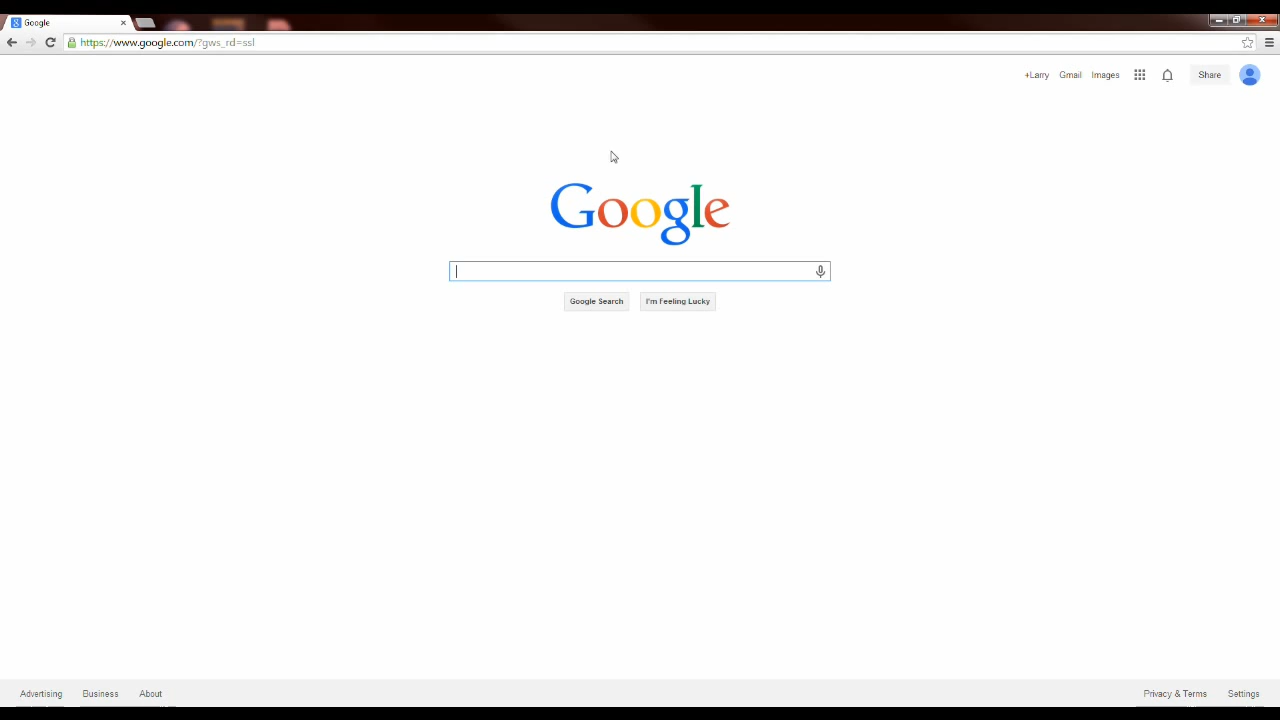 Google
https://www.google.com/?gws_rd=ssl
+Larry Gmail Images Share
Google
Google Search I'm Feeling Lucky
Advertising Business About Privacy & Terms Settings